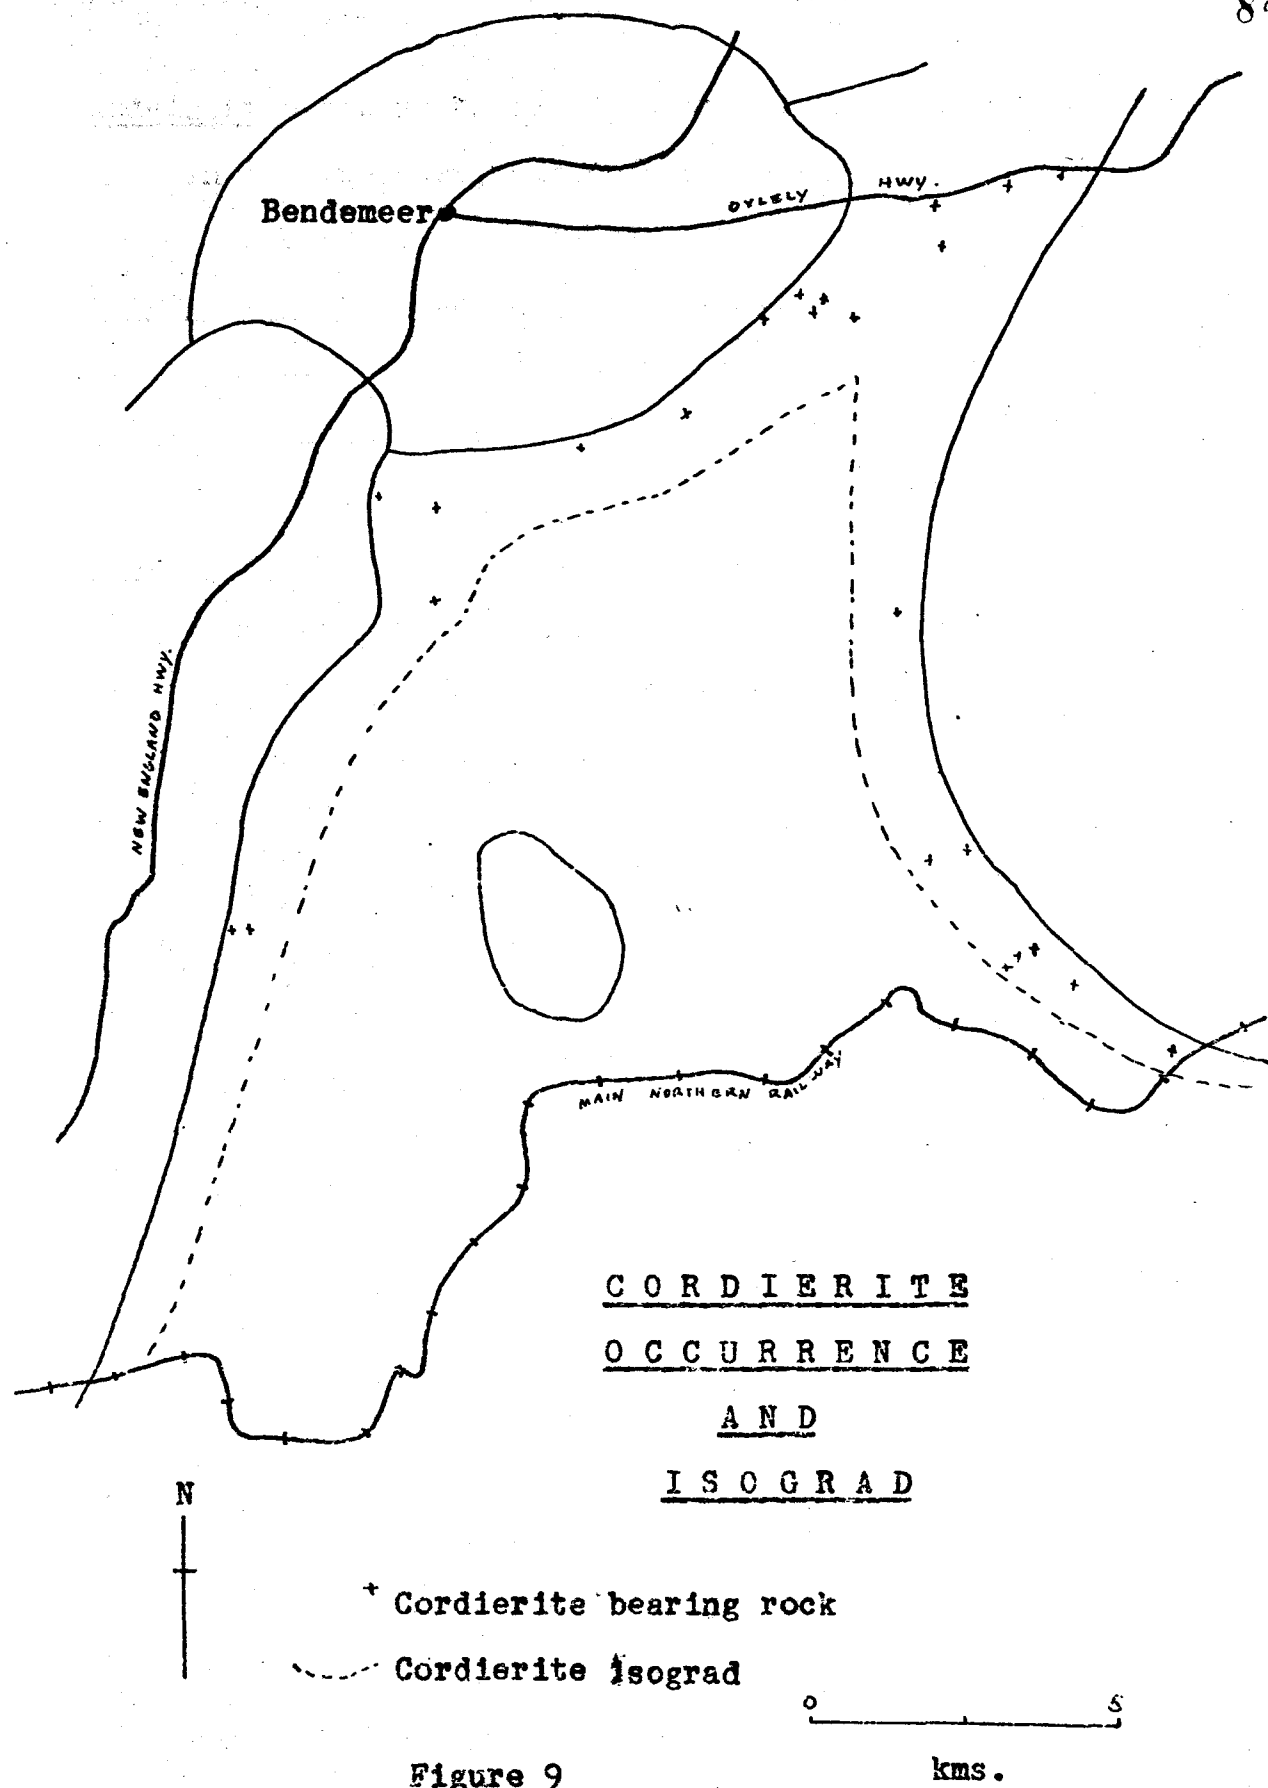 Bendemeer
OXLELY HWY.
NEW ENGLAND HWY.
MAIN NORTHERN RAILWAY
CORDIERITE
OCCURRENCE
AND
ISOGRAD
N
+ Cordierite bearing rock
Cordierite isograd
0 5
kms.
Figure 9